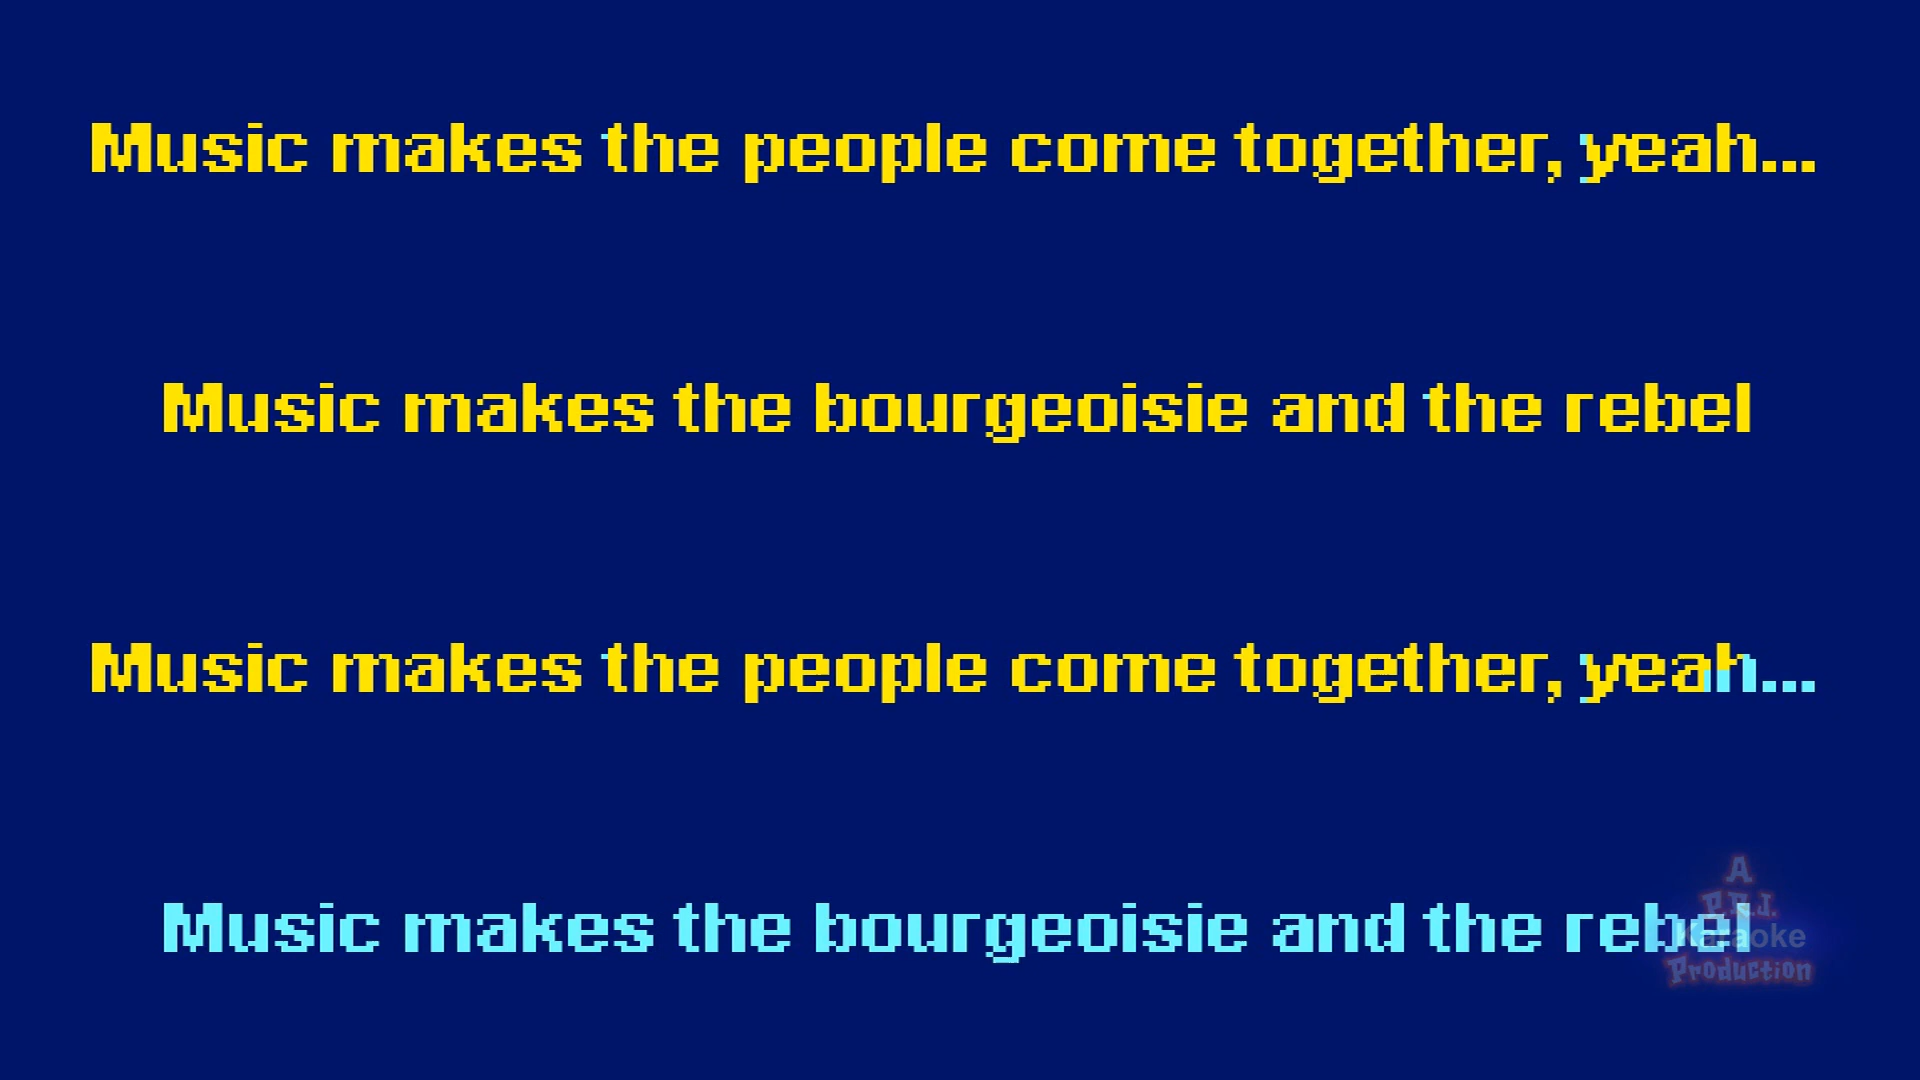 Music makes the people come together, yeah...
Music makes the bourgeoisie and the rebel
Music makes the people come together, yeah...
Music makes the bourgeoisie and the rebel
A
P.R.J.
Karaoke
Production